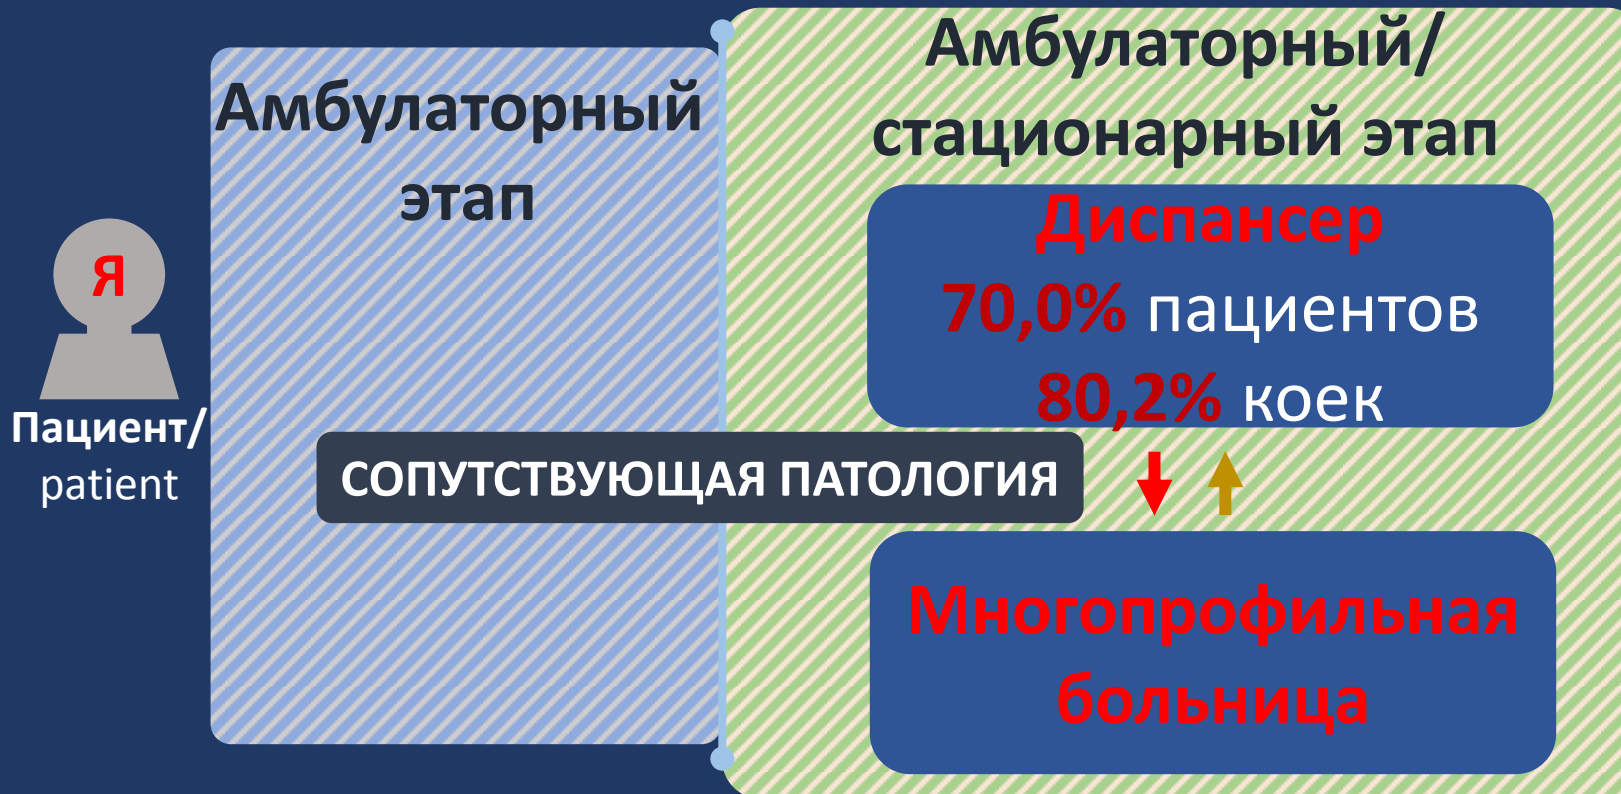 Я
Пациент/
patient
Амбулаторный
этап
Амбулаторный/
стационарный этап
Диспансер
70,0% пациентов
80,2% коек
СОПУТСТВУЮЩАЯ ПАТОЛОГИЯ
Многопрофильная
больница